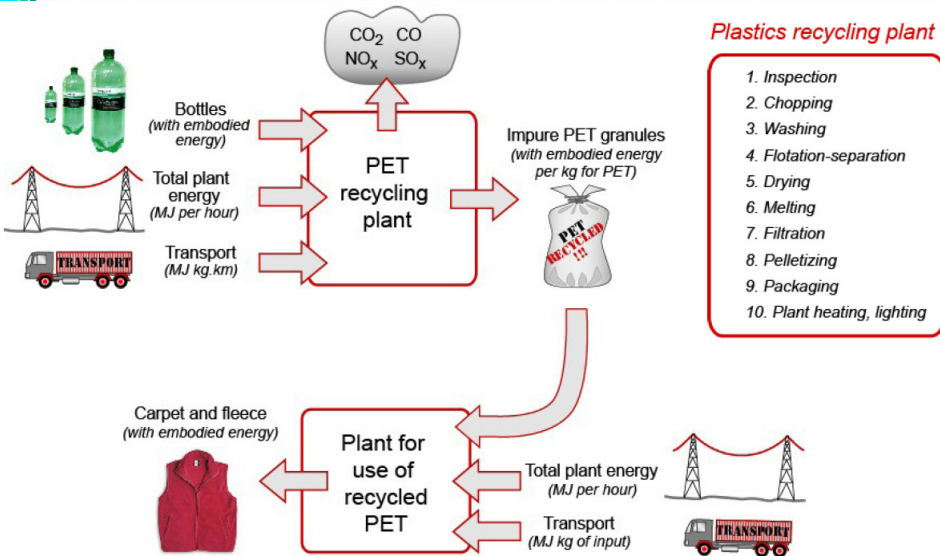 CO₂ CO
NOₓ SOₓ
Bottles
(with embodied
energy)
Total plant
energy
(MJ per hour)
TRANSPORT
Transport
(MJ kg.km)
PET
recycling
plant
Impure PET granules
(with embodied energy
per kg for PET)
PET
RECYCLED
!!!
Plastics recycling plant
1. Inspection
2. Chopping
3. Washing
4. Flotation-separation
5. Drying
6. Melting
7. Filtration
8. Pelletizing
9. Packaging
10. Plant heating, lighting
Carpet and fleece
(with embodied energy)
Plant for
use of
recycled
PET
Total plant energy
(MJ per hour)
Transport
(MJ kg of input)
TRANSPORT